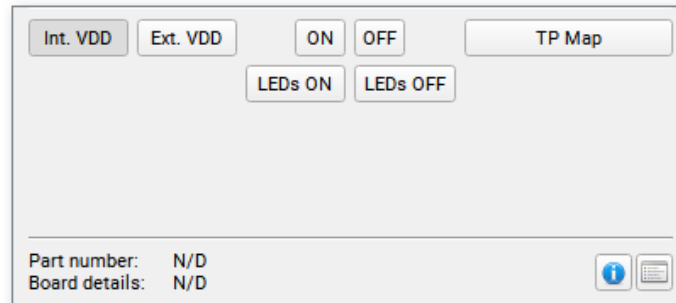 Int. VDD Ext. VDD ON OFF TP Map
LEDs ON LEDs OFF
Part number: N/D
Board details: N/D